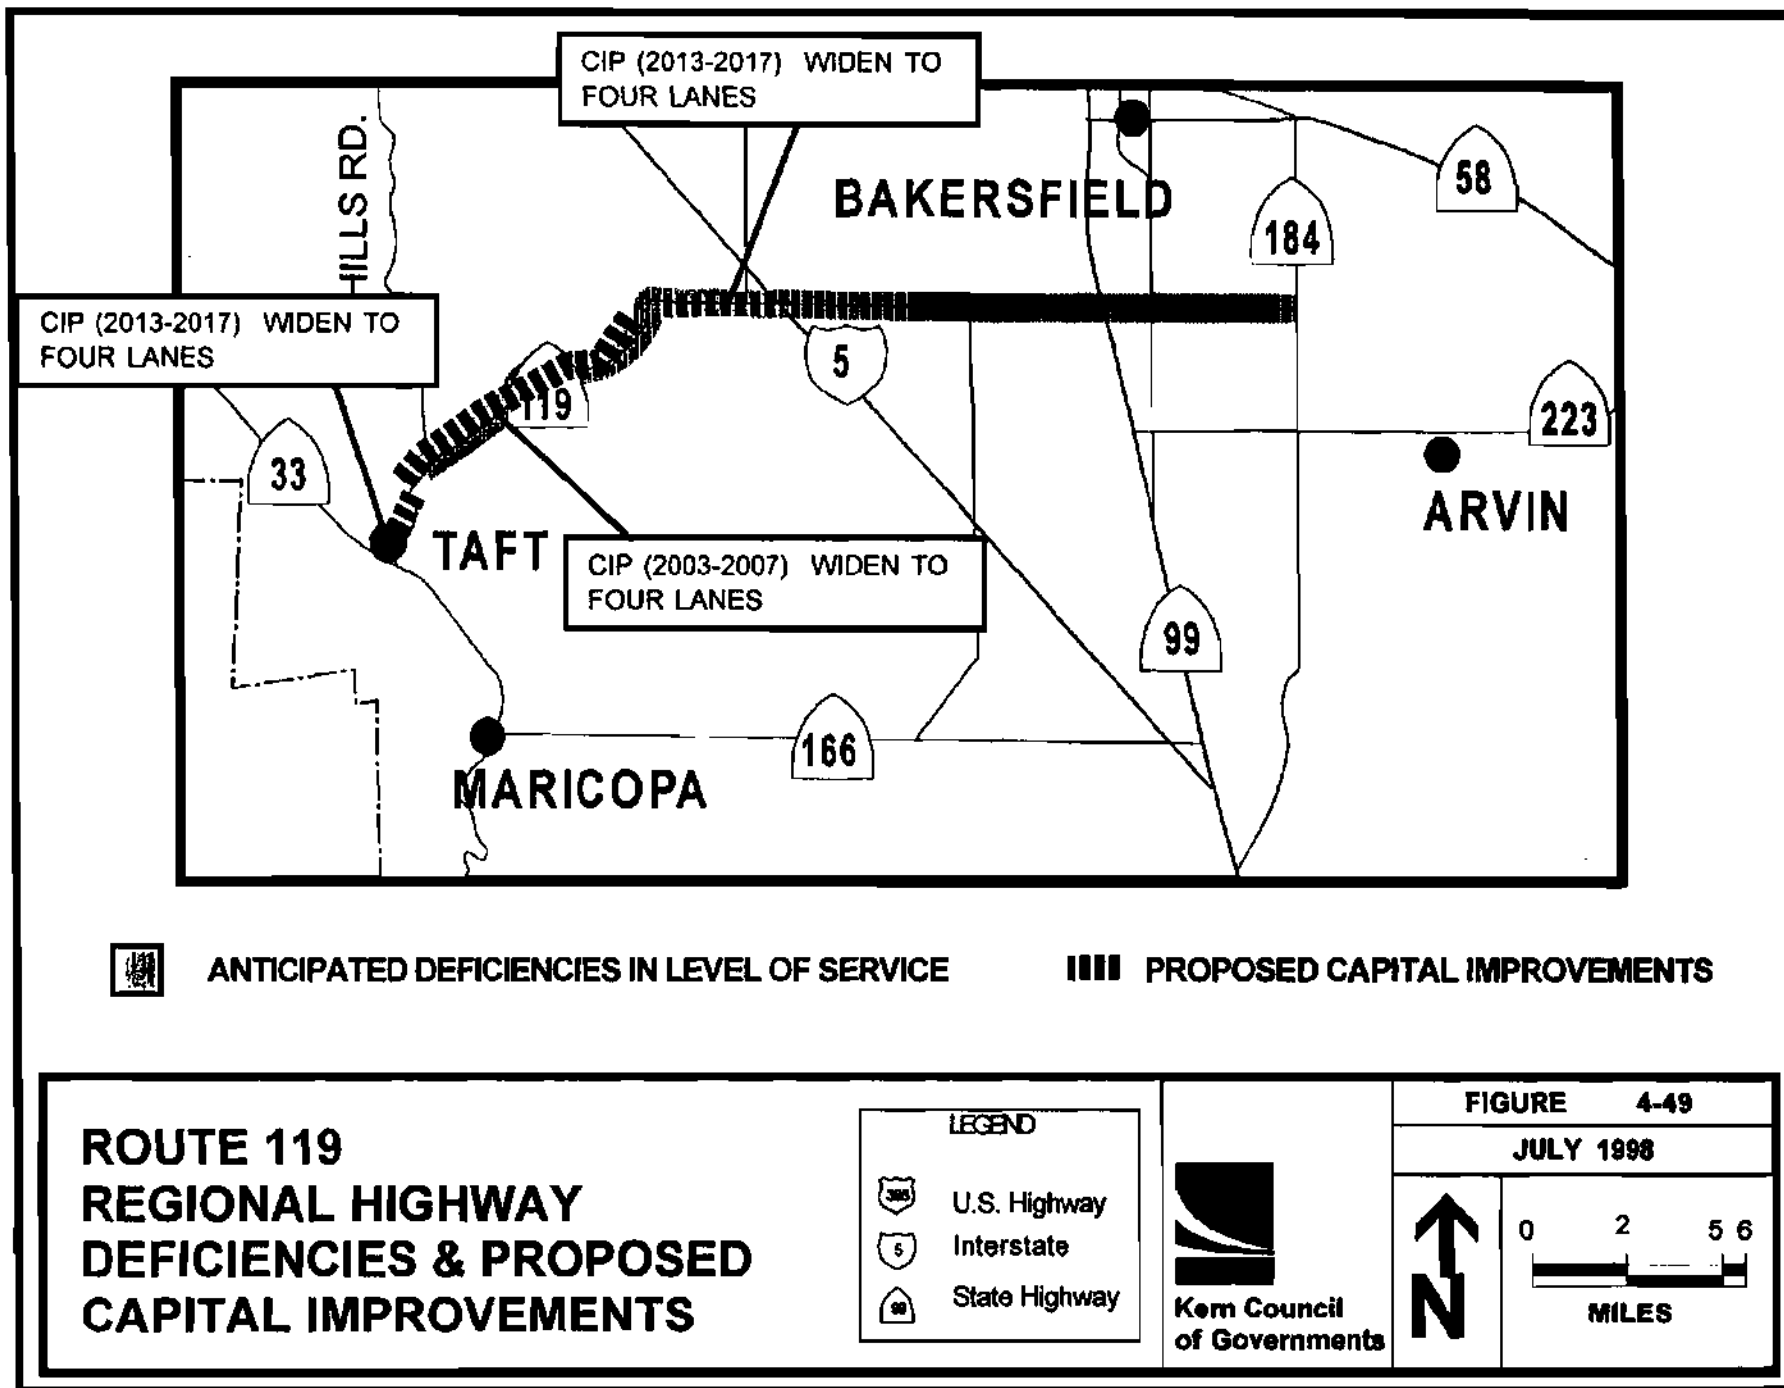 CIP (2013-2017) WIDEN TO
FOUR LANES
HILLS RD.
BAKERSFIELD
58
184
CIP (2013-2017) WIDEN TO
FOUR LANES
5
119
223
33
ARVIN
TAFT
CIP (2003-2007) WIDEN TO
FOUR LANES
99
166
MARICOPA
ANTICIPATED DEFICIENCIES IN LEVEL OF SERVICE
PROPOSED CAPITAL IMPROVEMENTS
ROUTE 119
REGIONAL HIGHWAY
DEFICIENCIES & PROPOSED
CAPITAL IMPROVEMENTS
LEGEND
395 U.S. Highway
5 Interstate
99 State Highway
Kern Council
of Governments
FIGURE 4-49
JULY 1998
N
0 2 5 6
MILES